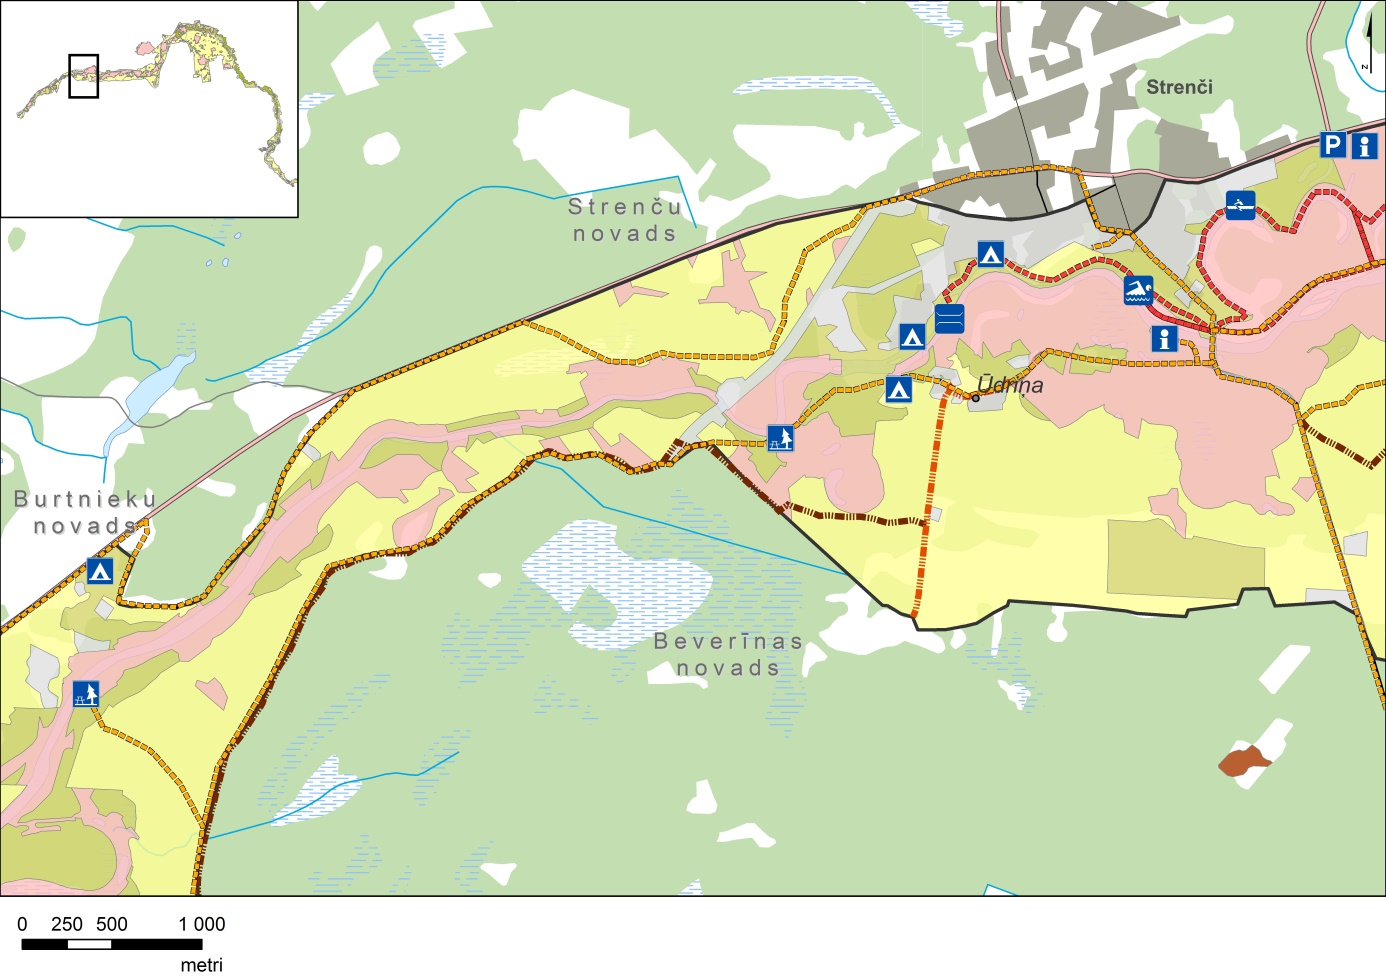 Strenči
P
i
z
Strenču
novads
i
Ūdriņa
Burtnieku
novads
Beverīnas
novads
0 250 500 1 000
metri